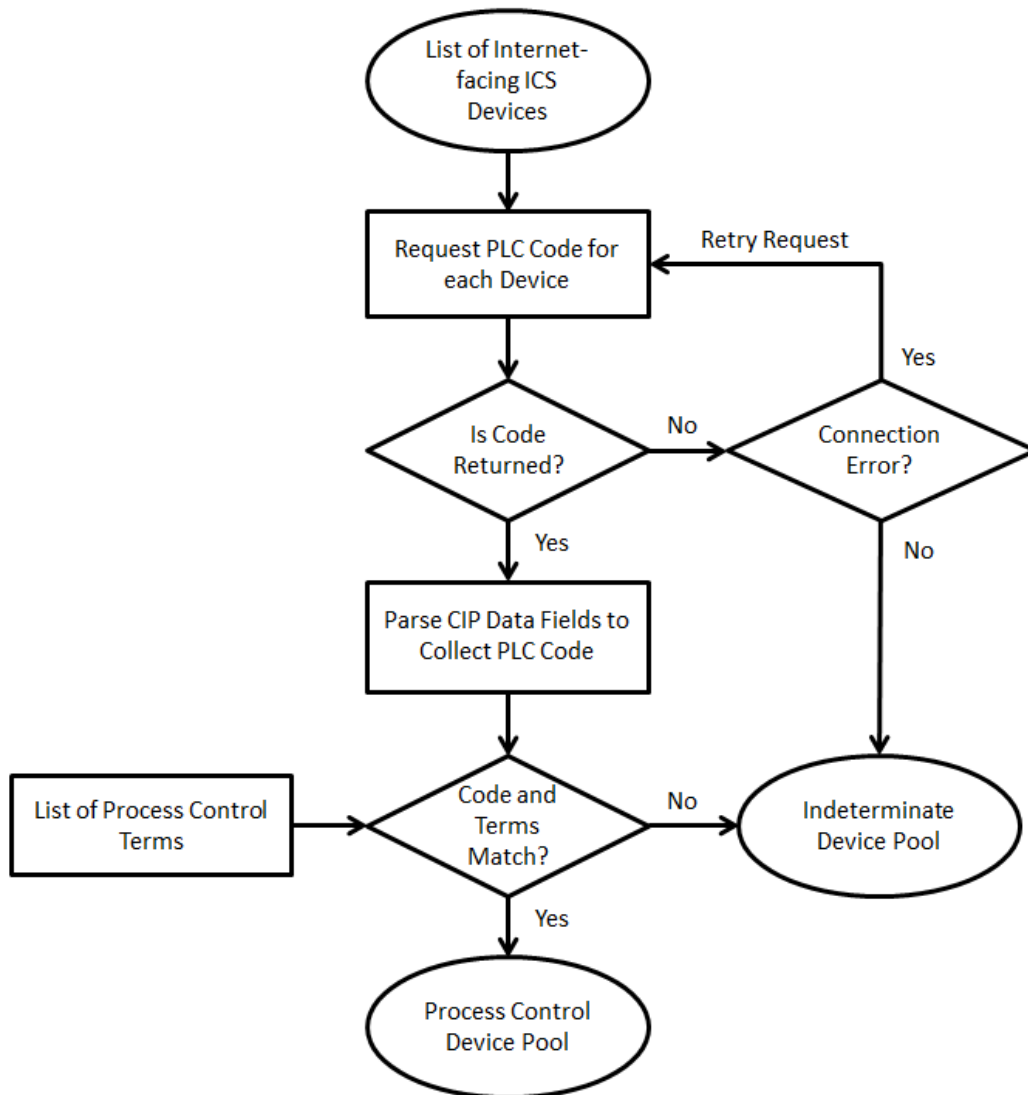 List of Internet-
facing ICS
Devices
Request PLC Code for
each Device
Retry Request
Yes
Is Code
Returned?
No
Connection
Error?
Yes
No
Parse CIP Data Fields to
Collect PLC Code
List of Process Control
Terms
Code and
Terms
Match?
No
Indeterminate
Device Pool
Yes
Process Control
Device Pool